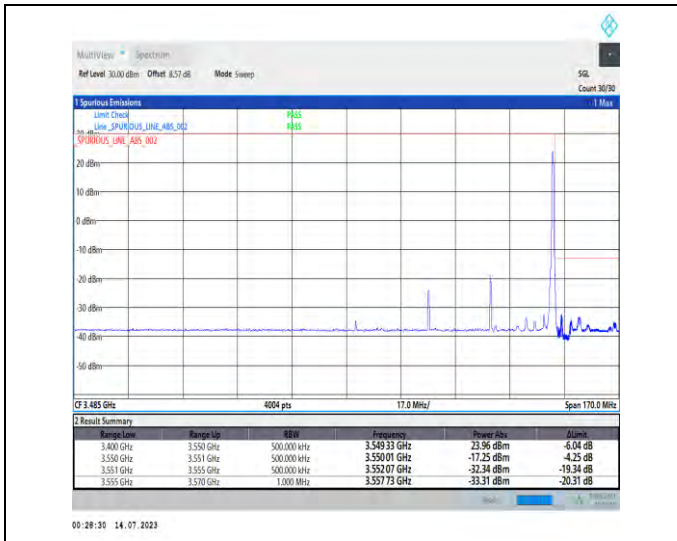 MultiView Spectrum
Ref Level 30.00 dBm Offset 8.57 dB Mode Sweep SGL
Count 30/30
1 Spurious Emissions 1 Max
Limit Check PASS
Line _SPURIOUS_LINE_ABS_002 PASS
_SPURIOUS_LINE_ABS_002
20 dBm
10 dBm
0 dBm
-10 dBm
-20 dBm
-30 dBm
-40 dBm
-50 dBm
CF 3.485 GHz 4004 pts 17.0 MHz/ Span 170.0 MHz
2 Result Summary
Range Low Range Up RBW Frequency Power Abs ΔLimit
3.400 GHz 3.550 GHz 500.000 kHz 3.549 33 GHz 23.96 dBm -6.04 dB
3.550 GHz 3.551 GHz 500.000 kHz 3.550 01 GHz -17.25 dBm -4.25 dB
3.551 GHz 3.555 GHz 500.000 kHz 3.552 07 GHz -32.34 dBm -19.34 dB
3.555 GHz 3.570 GHz 1.000 MHz 3.557 73 GHz -33.31 dBm -20.31 dB
00:28:30 14.07.2023